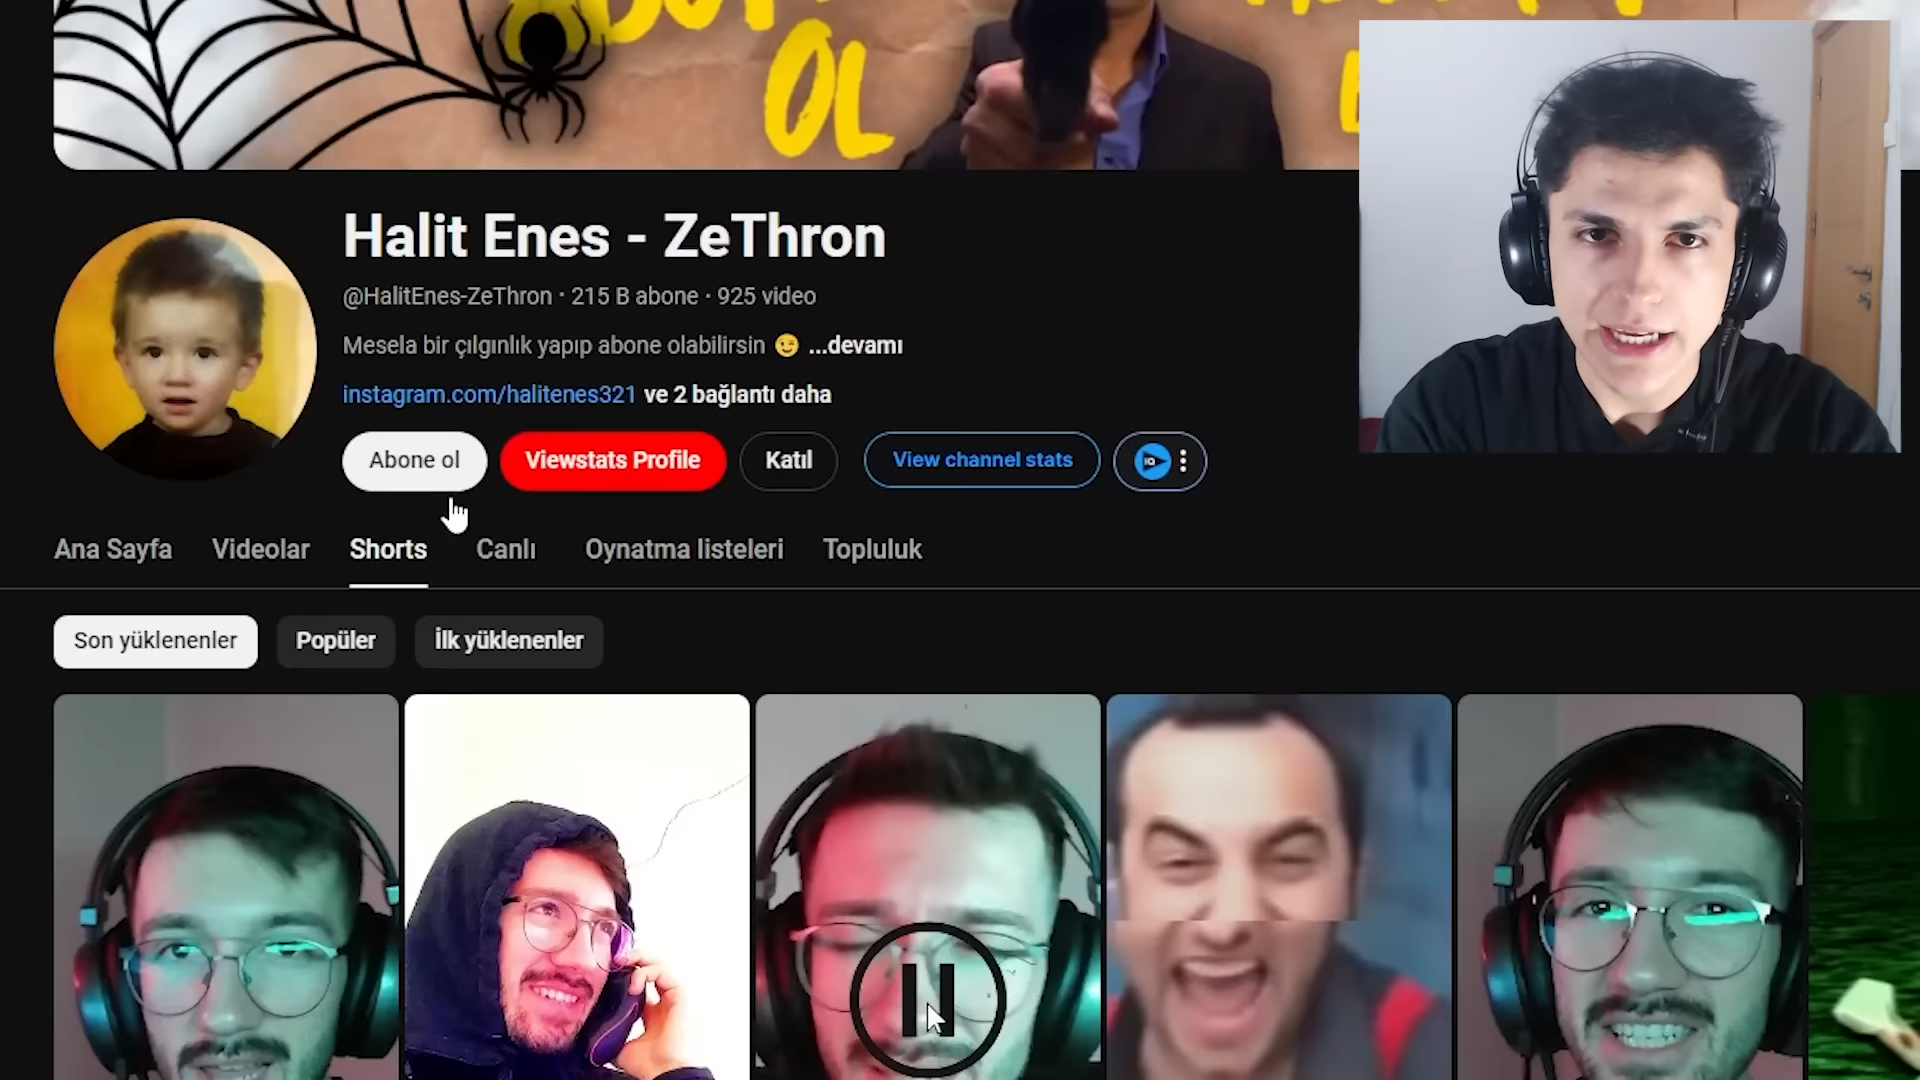 OL
Halit Enes - ZeThron
@HalitEnes-ZeThron · 215 B abone · 925 video
Mesela bir çılgınlık yapıp abone olabilirsin 😉 ...devamı
instagram.com/halitenes321 ve 2 bağlantı daha
Abone ol Viewstats Profile Katıl View channel stats IQ
Ana Sayfa Videolar Shorts Canlı Oynatma listeleri Topluluk
Son yüklenenler Popüler İlk yüklenenler